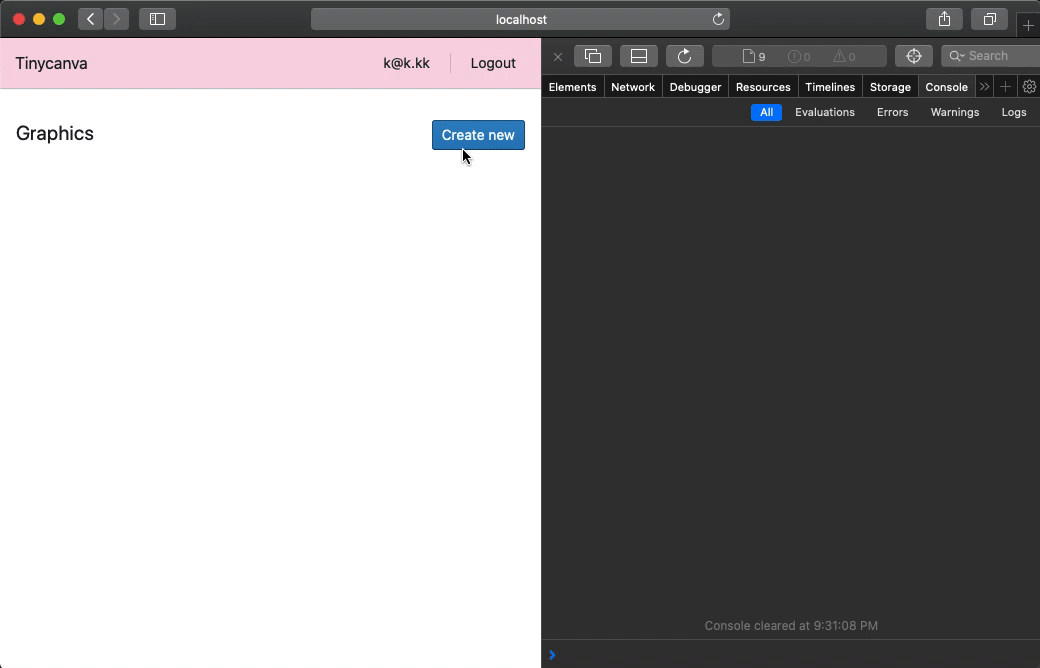 localhost
Tinycanva k@k.kk Logout
9 0 0 Search
Elements Network Debugger Resources Timelines Storage Console
All Evaluations Errors Warnings Logs
Graphics Create new
Console cleared at 9:31:08 PM